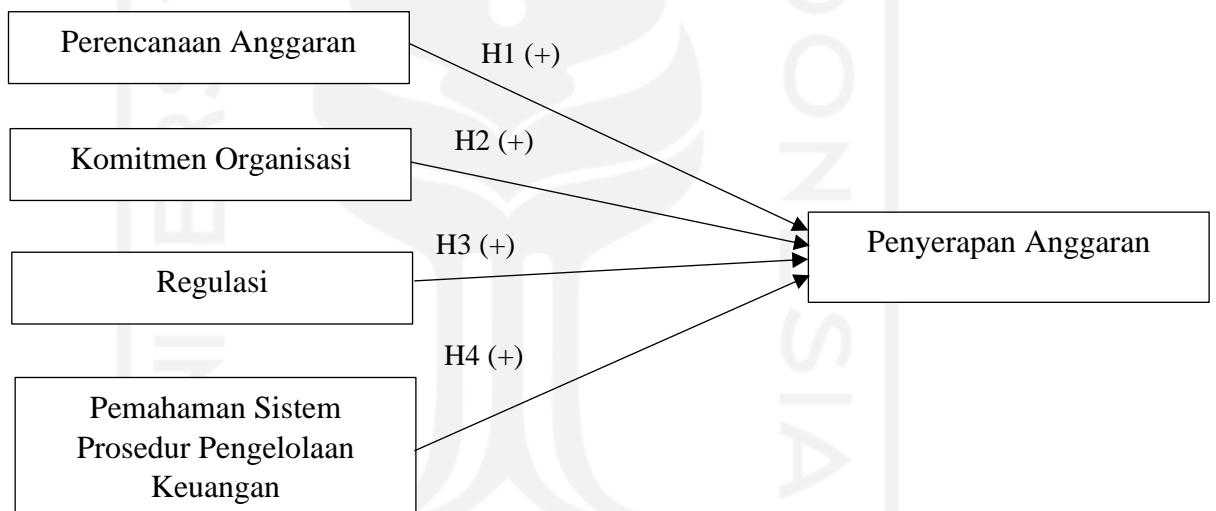 Perencanaan Anggaran
H1 (+)
Komitmen Organisasi
H2 (+)
Regulasi
H3 (+)
Penyerapan Anggaran
Pemahaman Sistem
Prosedur Pengelolaan
Keuangan
H4 (+)